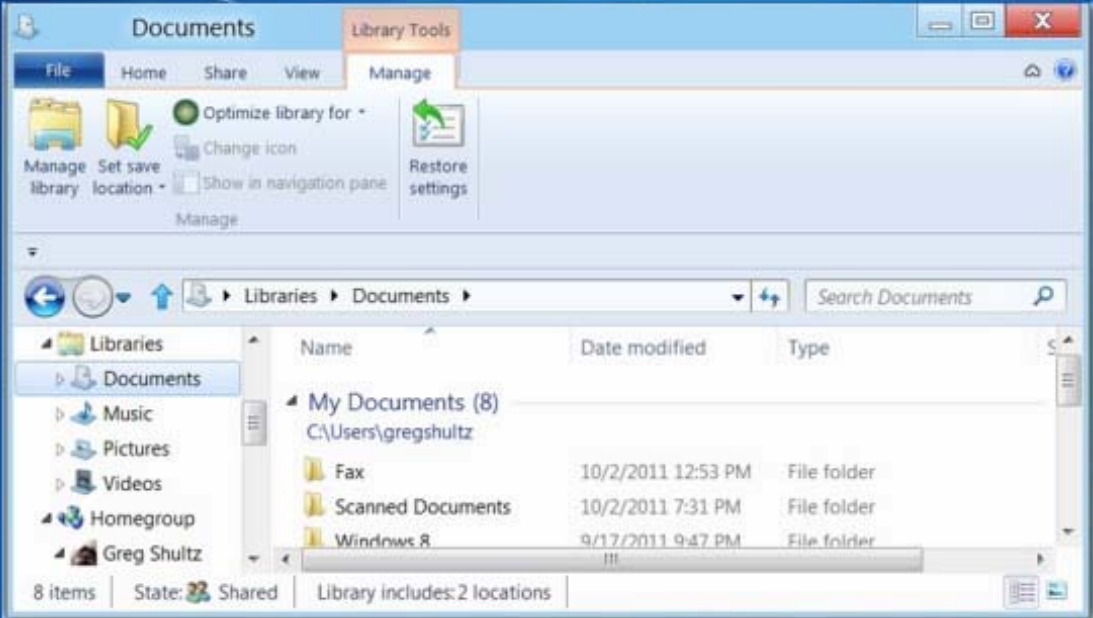 Documents
Library Tools
File Home Share View Manage
Manage library
Set save location
Optimize library for
Change icon
Show in navigation pane
Restore settings
Manage
Libraries Documents
Search Documents
Libraries
Documents
Music
Pictures
Videos
Homegroup
Greg Shultz
Name Date modified Type S
My Documents (8)
C:\Users\gregshultz
Fax 10/2/2011 12:53 PM File folder
Scanned Documents 10/2/2011 7:31 PM File folder
Windows 8 9/17/2011 9:47 PM File folder
8 items State: Shared Library includes: 2 locations